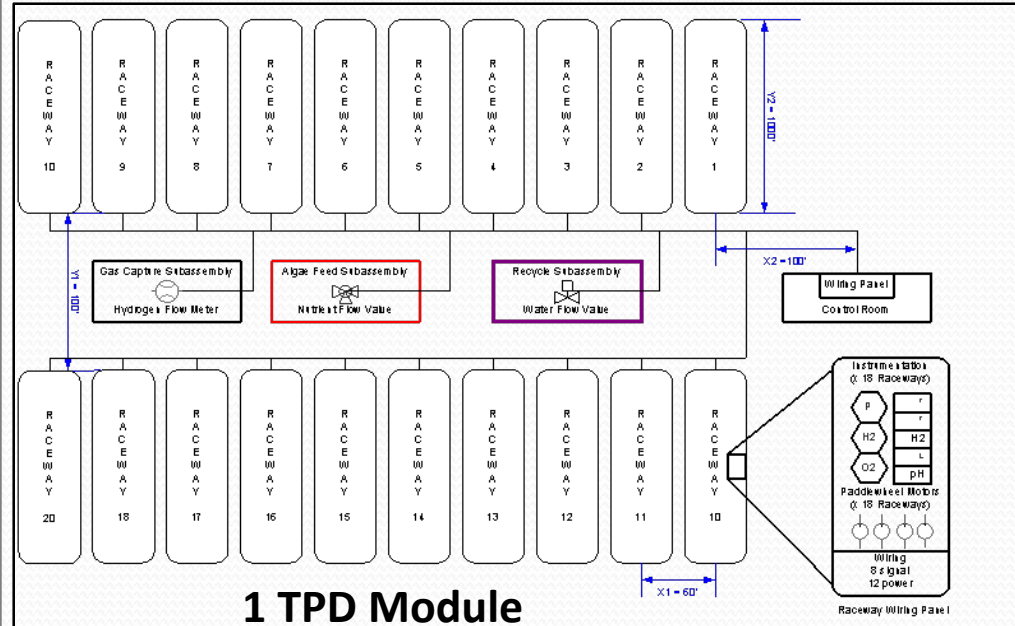 RACEWAY 10
RACEWAY 9
RACEWAY 8
RACEWAY 7
RACEWAY 6
RACEWAY 5
RACEWAY 4
RACEWAY 3
RACEWAY 2
RACEWAY 1
Y2 = 1000'
Y1 = 100'
X2 = 100'
Gas Capture Subassembly
Hydrogen Flow Meter
Algae Feed Subassembly
Nutrient Flow Value
Recycle Subassembly
Water Flow Value
Wiring Panel
Control Room
RACEWAY 20
RACEWAY 18
RACEWAY 17
RACEWAY 16
RACEWAY 15
RACEWAY 14
RACEWAY 13
RACEWAY 12
RACEWAY 11
RACEWAY 10
X1 = 60'
Instrumentation
(x 18 Raceways)
P
H2
O2
H2
L
pH
Paddlewheel Motors
(x 18 Raceways)
Wiring
8 signal
12 power
Raceway Wiring Panel
1 TPD Module